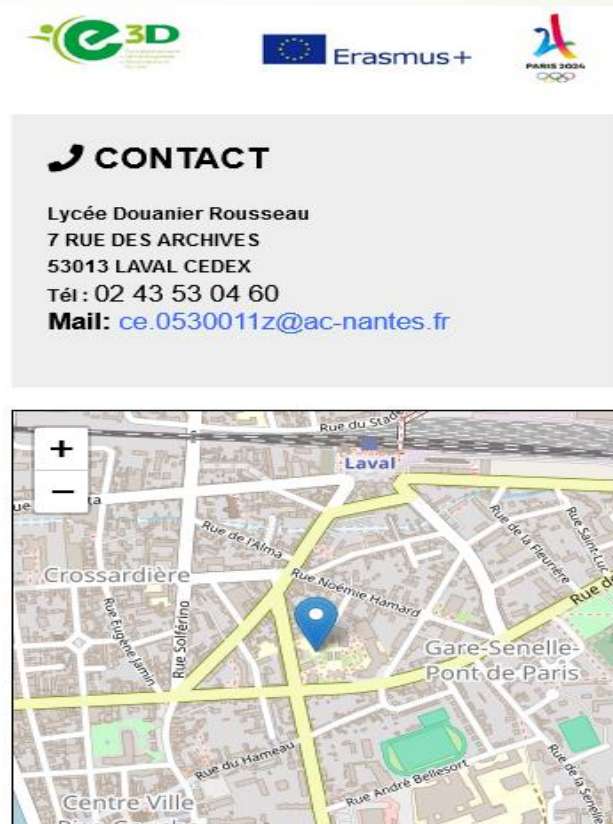 e3D
Erasmus+
PARIS 2024
CONTACT
Lycée Douanier Rousseau
7 RUE DES ARCHIVES
53013 LAVAL CEDEX
Tél : 02 43 53 04 60
Mail: ce.0530011z@ac-nantes.fr
+
−
Rue du Stade
Laval
Rue de l'Alma
Rue de la Fleurière
Rue Saint-Luc
Crossardière
Rue Noémie Hamard
Rue de
Rue Eugène Jamin
Rue Solférino
Gare-Senelle-
Pont de Paris
Rue du Hameau
Rue André Bellesort
Rue de la Senelle
Centre Ville